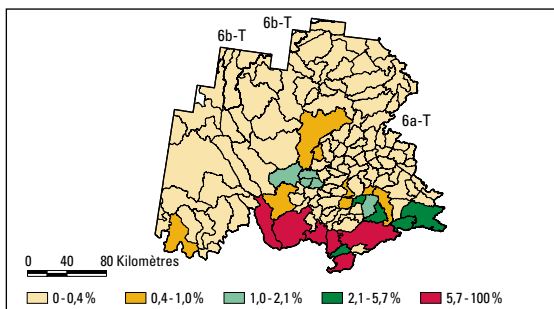 6b-T
6b-T
6a-T
0 20 40 80 Kilomètres
0-0,4 % 0,4-1,0 % 1,0-2,1 % 2,1-5,7 % 5,7-100 %